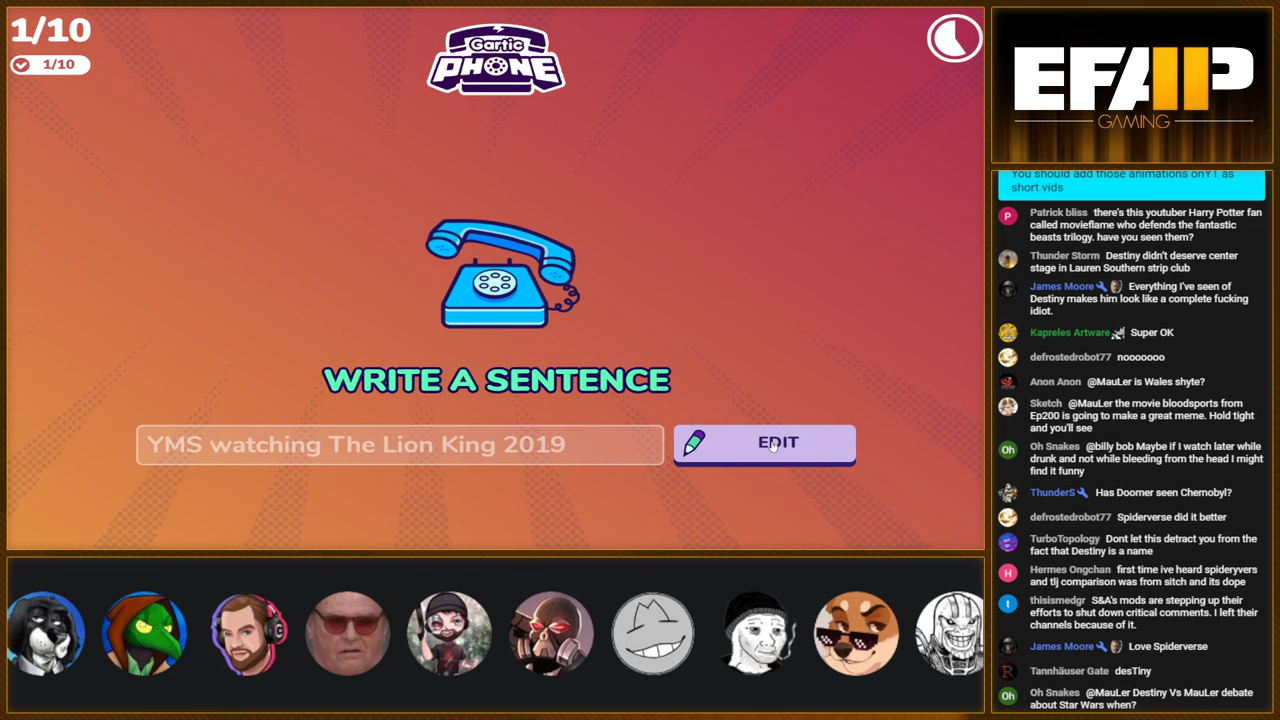 1/10
1/10
Gartic
PHONE
WRITE A SENTENCE
YMS watching The Lion King 2019
EDIT
EFAP
GAMING
You should add those animations onYT as
short vids
P
Patrick bliss there's this youtuber Harry Potter fan
called movieflame who defends the fantastic
beasts trilogy. have you seen them?
Thunder Storm Destiny didn't deserve center
stage in Lauren Southern strip club
James Moore Everything I've seen of
Destiny makes him look like a complete fucking
idiot.
Kapreles Artware Super OK
defrostedrobot77 nooooooo
Anon Anon @MauLer is Wales shyte?
Sketch @MauLer the movie bloodsports from
Ep200 is going to make a great meme. Hold tight
and you'll see
Oh
Oh Snakes @billy bob Maybe if I watch later while
drunk and not while bleeding from the head I might
find it funny
ThunderS Has Doomer seen Chernobyl?
defrostedrobot77 Spiderverse did it better
TurboTopology Dont let this detract you from the
fact that Destiny is a name
H
Hermes Ongchan first time ive heard spideryvers
and tlj comparison was from sitch and its dope
t
thisismedgr S&A's mods are stepping up their
efforts to shut down critical comments. I left their
channels because of it.
James Moore Love Spiderverse
Tannhäuser Gate desTiny
Oh
Oh Snakes @MauLer Destiny Vs MauLer debate
about Star Wars when?